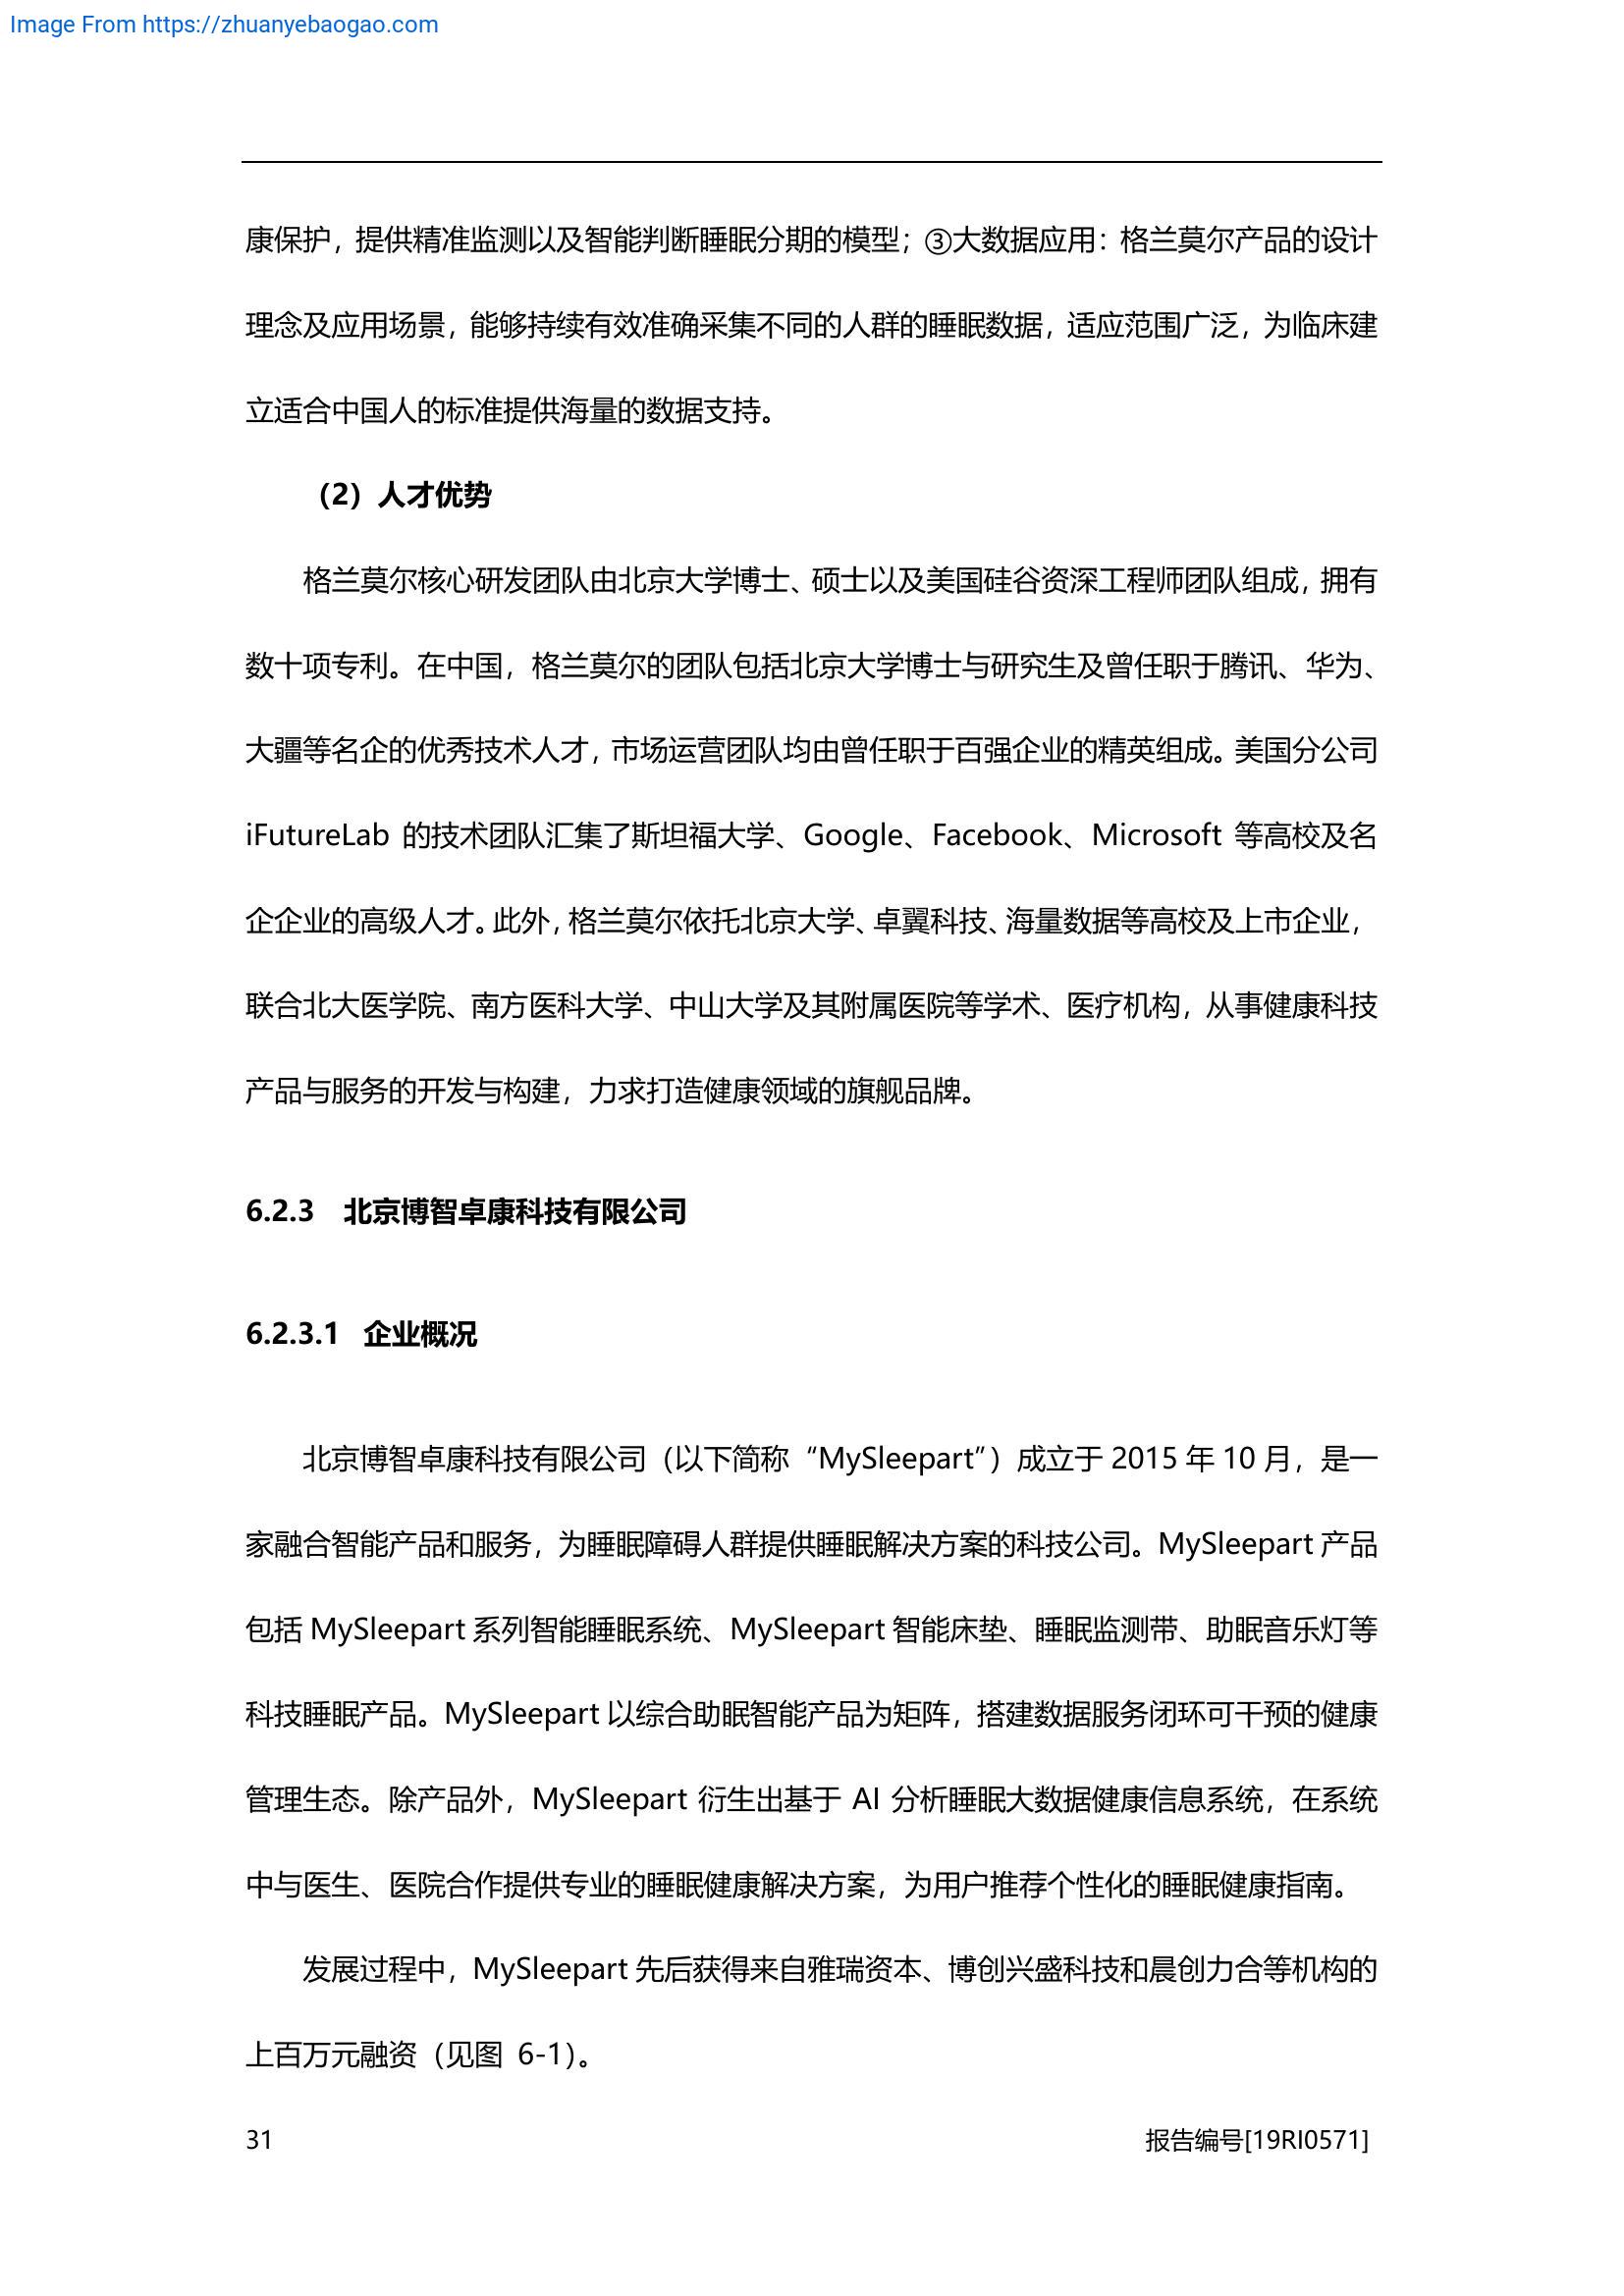 Image From https://zhuanyebaogao.com
康保护，提供精准监测以及智能判断睡眠分期的模型；③大数据应用：格兰莫尔产品的设计
理念及应用场景，能够持续有效准确采集不同的人群的睡眠数据，适应范围广泛，为临床建
立适合中国人的标准提供海量的数据支持。
（2）人才优势
格兰莫尔核心研发团队由北京大学博士、硕士以及美国硅谷资深工程师团队组成，拥有
数十项专利。在中国，格兰莫尔的团队包括北京大学博士与研究生及曾任职于腾讯、华为、
大疆等名企的优秀技术人才，市场运营团队均由曾任职于百强企业的精英组成。美国分公司
iFutureLab 的技术团队汇集了斯坦福大学、Google、Facebook、Microsoft 等高校及名
企企业的高级人才。此外，格兰莫尔依托北京大学、卓翼科技、海量数据等高校及上市企业，
联合北大医学院、南方医科大学、中山大学及其附属医院等学术、医疗机构，从事健康科技
产品与服务的开发与构建，力求打造健康领域的旗舰品牌。
6.2.3 北京博智卓康科技有限公司
6.2.3.1 企业概况
北京博智卓康科技有限公司（以下简称“MySleepart”）成立于 2015 年 10 月，是一
家融合智能产品和服务，为睡眠障碍人群提供睡眠解决方案的科技公司。MySleepart 产品
包括 MySleepart 系列智能睡眠系统、MySleepart 智能床垫、睡眠监测带、助眠音乐灯等
科技睡眠产品。MySleepart 以综合助眠智能产品为矩阵，搭建数据服务闭环可干预的健康
管理生态。除产品外，MySleepart 衍生出基于 AI 分析睡眠大数据健康信息系统，在系统
中与医生、医院合作提供专业的睡眠健康解决方案，为用户推荐个性化的睡眠健康指南。
发展过程中，MySleepart 先后获得来自雅瑞资本、博创兴盛科技和晨创力合等机构的
上百万元融资（见图 6-1）。
31 报告编号[19RI0571]